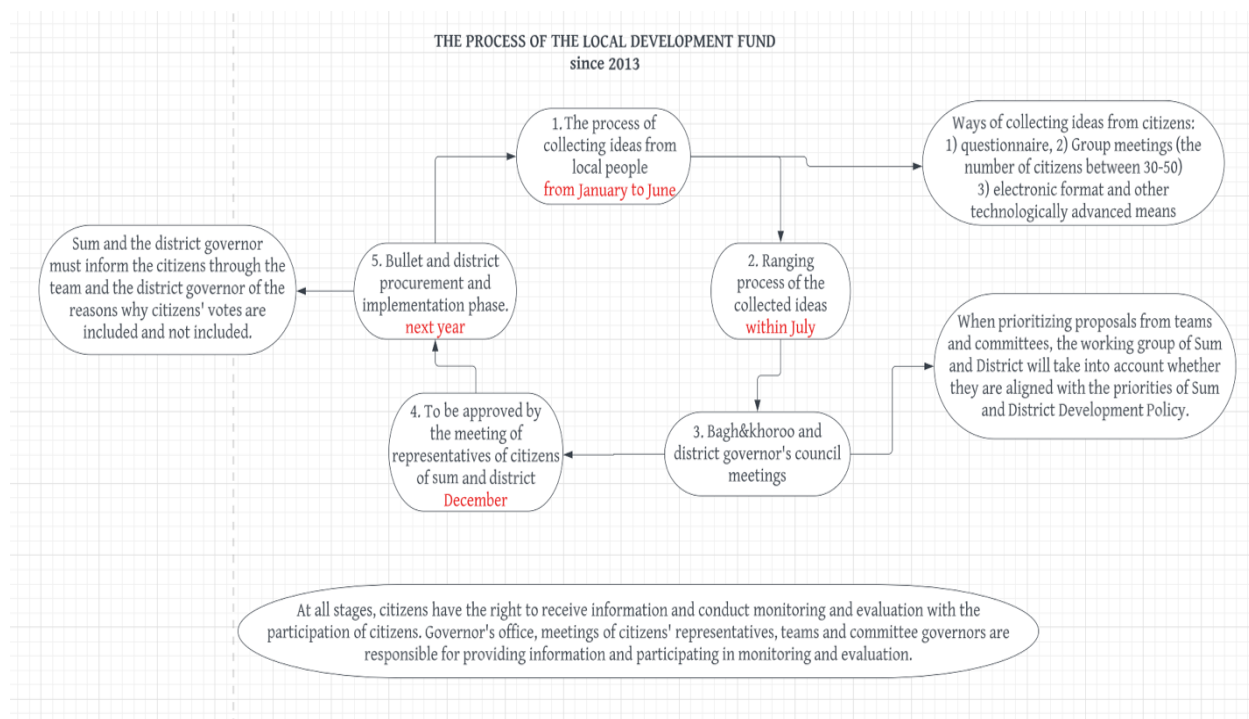 THE PROCESS OF THE LOCAL DEVELOPMENT FUND
since 2013
1. The process of
collecting ideas from
local people
from January to June
Ways of collecting ideas from citizens:
1) questionnaire, 2) Group meetings (the
number of citizens between 30-50)
3) electronic format and other
technologically advanced means
2. Ranging
process of the
collected ideas
within July
When prioritizing proposals from teams
and committees, the working group of Sum
and District will take into account whether
they are aligned with the priorities of Sum
and District Development Policy.
3. Bagh&khoroo and
district governor's council
meetings
4. To be approved by
the meeting of
representatives of citizens
of sum and district
December
5. Bullet and district
procurement and
implementation phase.
next year
Sum and the district governor
must inform the citizens through the
team and the district governor of the
reasons why citizens' votes are
included and not included.
At all stages, citizens have the right to receive information and conduct monitoring and evaluation with the
participation of citizens. Governor's office, meetings of citizens' representatives, teams and committee governors are
responsible for providing information and participating in monitoring and evaluation.